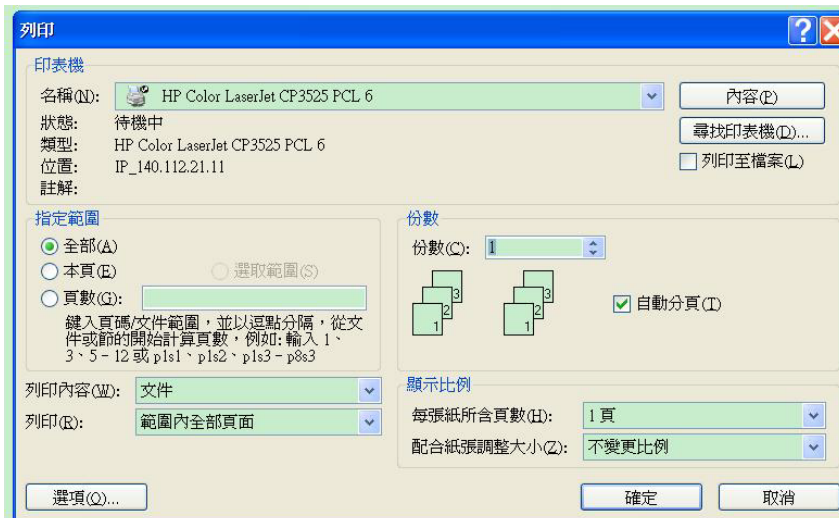 列印
印表機
名稱(N): HP Color LaserJet CP3525 PCL 6 內容(P)
狀態: 待機中 尋找印表機(D)...
類型: HP Color LaserJet CP3525 PCL 6
位置: IP_140.112.21.11 列印至檔案(L)
註解:
指定範圍 份數
全部(A) 份數(C): 1
本頁(E) 選取範圍(S)
頁數(G): 自動分頁(T)
鍵入頁碼/文件範圍,並以逗點分隔,從文
件或節的開始計算頁數,例如:輸入 1、
3、5-12 或 p1s1、p1s2、p1s3-p8s3
1 2 3 1 2 3
列印內容(W): 文件 顯示比例
列印(R): 範圍內全部頁面 每張紙所含頁數(H): 1 頁
配合紙張調整大小(Z): 不變更比例
選項(O)... 確定 取消